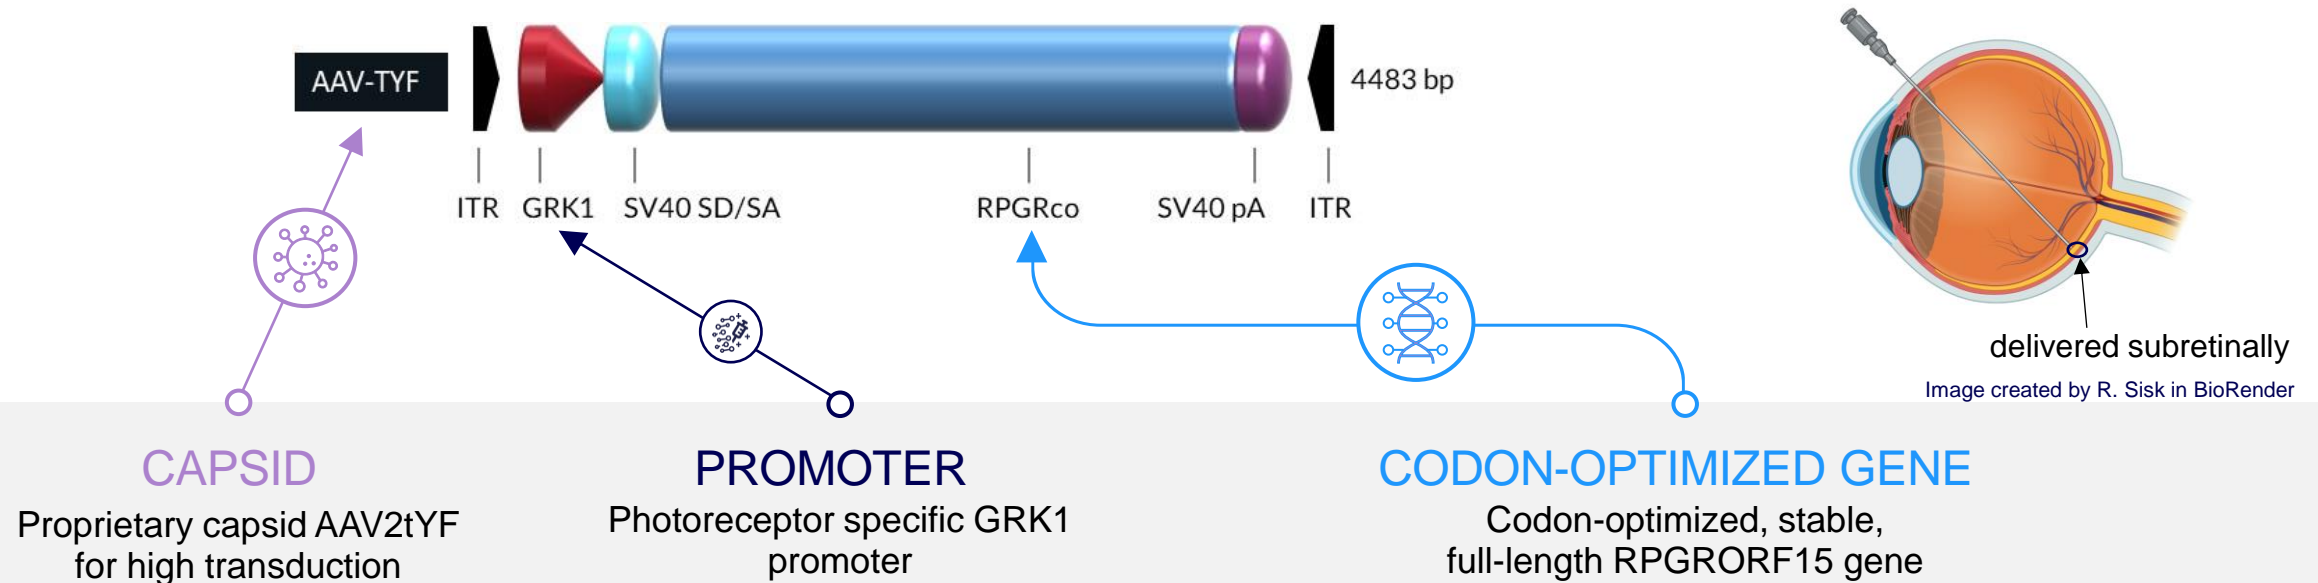 AAV-TYF
4483 bp
ITR GRK1 SV40 SD/SA RPGRco SV40 pA ITR
delivered subretinally
Image created by R. Sisk in BioRender
CAPSID
Proprietary capsid AAV2tYF
for high transduction
PROMOTER
Photoreceptor specific GRK1
promoter
CODON-OPTIMIZED GENE
Codon-optimized, stable,
full-length RPGRORF15 gene